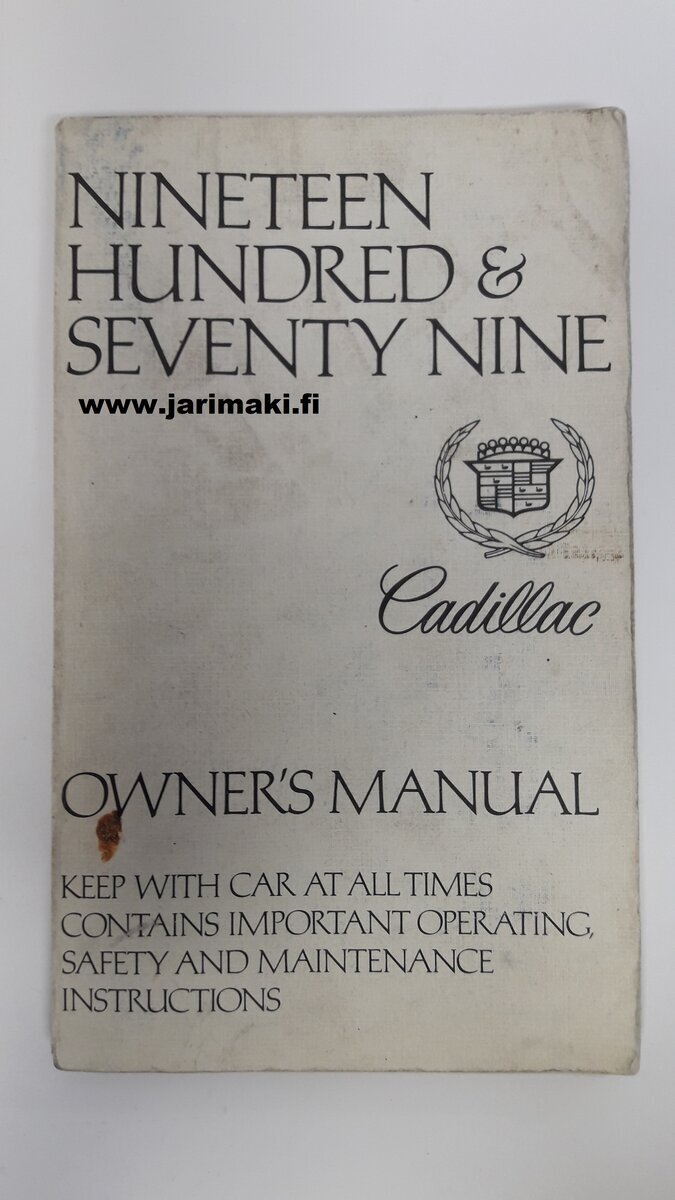 NINETEEN
HUNDRED &
SEVENTY NINE
www.jarimaki.fi
Cadillac
OWNER'S MANUAL
KEEP WITH CAR AT ALL TIMES
CONTAINS IMPORTANT OPERATING,
SAFETY AND MAINTENANCE
INSTRUCTIONS